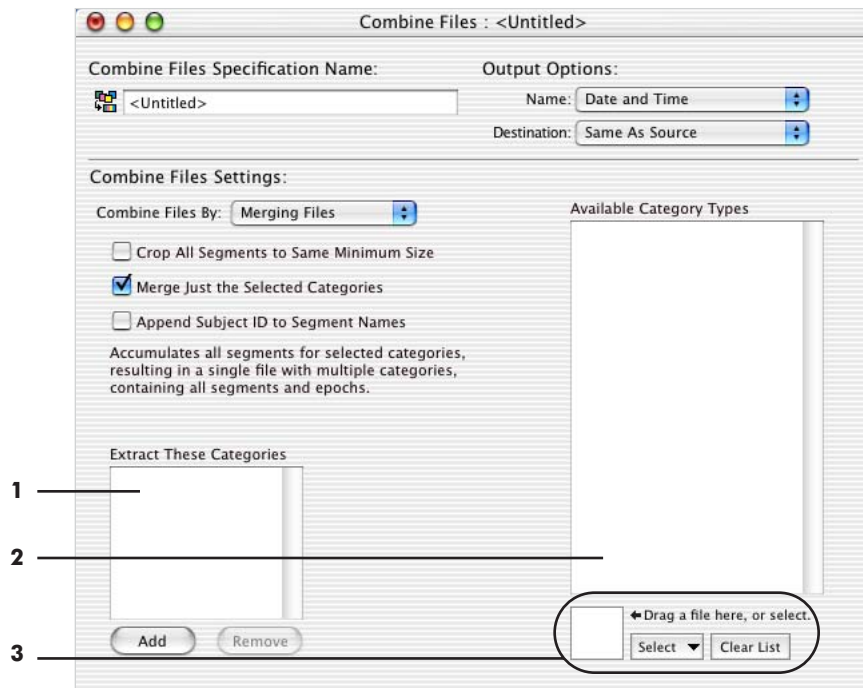 Combine Files : <Untitled>
Combine Files Specification Name:
<Untitled>
Output Options:
Name: Date and Time
Destination: Same As Source
Combine Files Settings:
Combine Files By: Merging Files
Crop All Segments to Same Minimum Size
Merge Just the Selected Categories
Append Subject ID to Segment Names
Accumulates all segments for selected categories,
resulting in a single file with multiple categories,
containing all segments and epochs.
Available Category Types
Extract These Categories
1
2
Drag a file here, or select.
Add
Remove
Select
Clear List
3